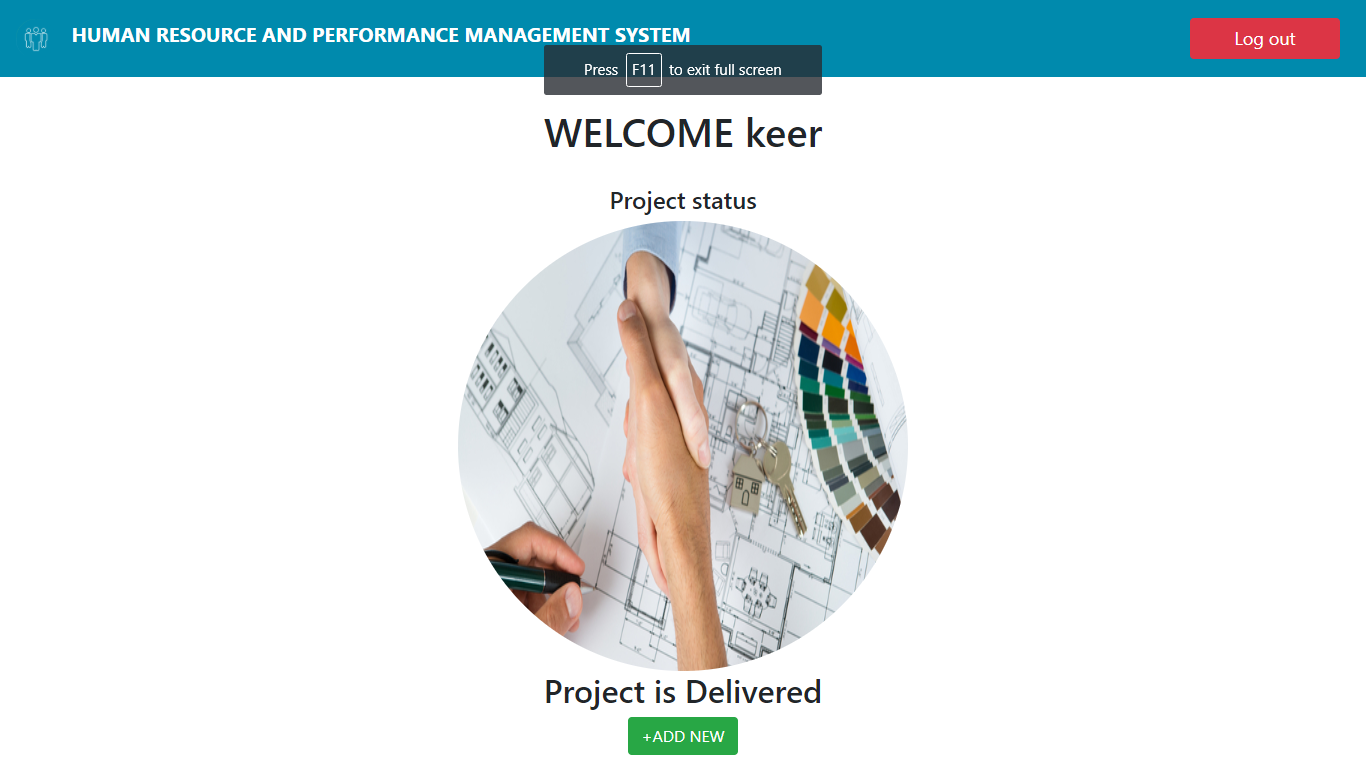 HUMAN RESOURCE AND PERFORMANCE MANAGEMENT SYSTEM
Log out
Press F11 to exit full screen
WELCOME keer
Project status
Project is Delivered
+ADD NEW